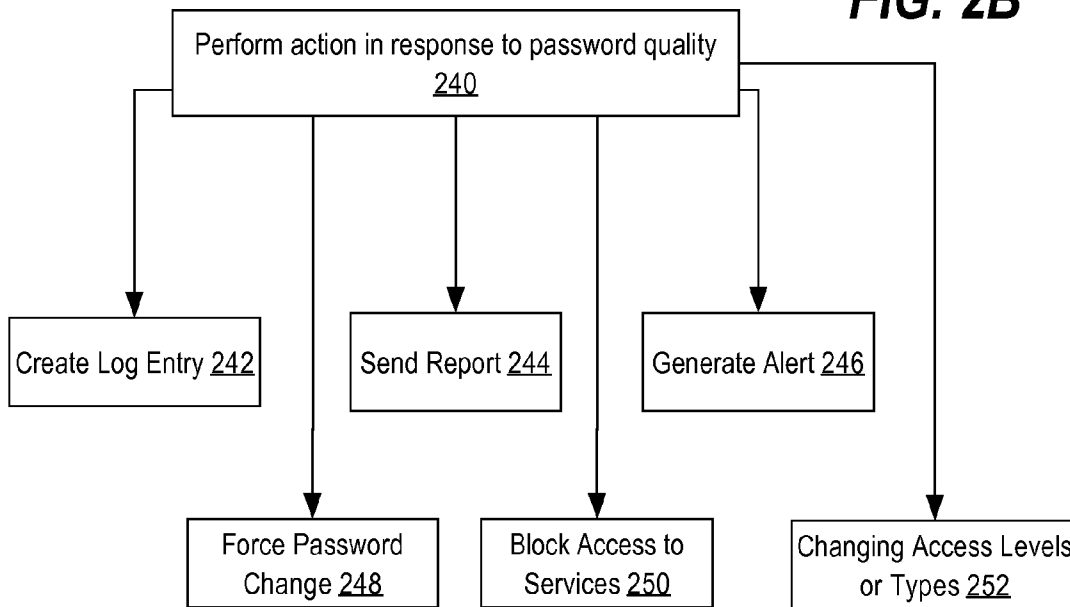 FIG. 2B
Perform action in response to password quality
240
Create Log Entry 242
Send Report 244
Generate Alert 246
Force Password
Change 248
Block Access to
Services 250
Changing Access Levels
or Types 252